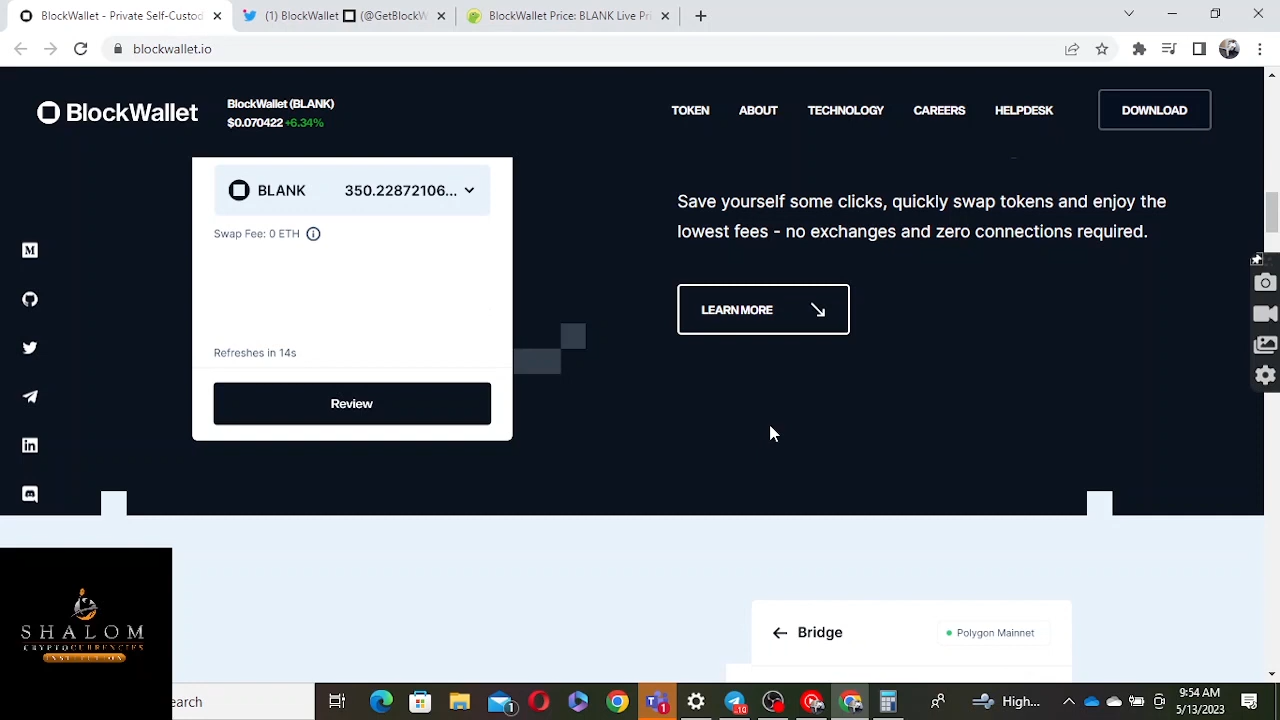 BlockWallet - Private Self-Custod
(1) BlockWallet (@GetBlockW
BlockWallet Price: BLANK Live Pri
blockwallet.io
BlockWallet
BlockWallet (BLANK)
$0.070422 +6.34%
TOKEN
ABOUT
TECHNOLOGY
CAREERS
HELPDESK
DOWNLOAD
BLANK
350.22872106...
Swap Fee: 0 ETH
Refreshes in 14s
Review
Save yourself some clicks, quickly swap tokens and enjoy the
lowest fees - no exchanges and zero connections required.
LEARN MORE
Bridge
Polygon Mainnet
SHALOM
CRYPTOCURRENCIES
INSTITUTION
earch
High...
9:54 AM
5/13/2023